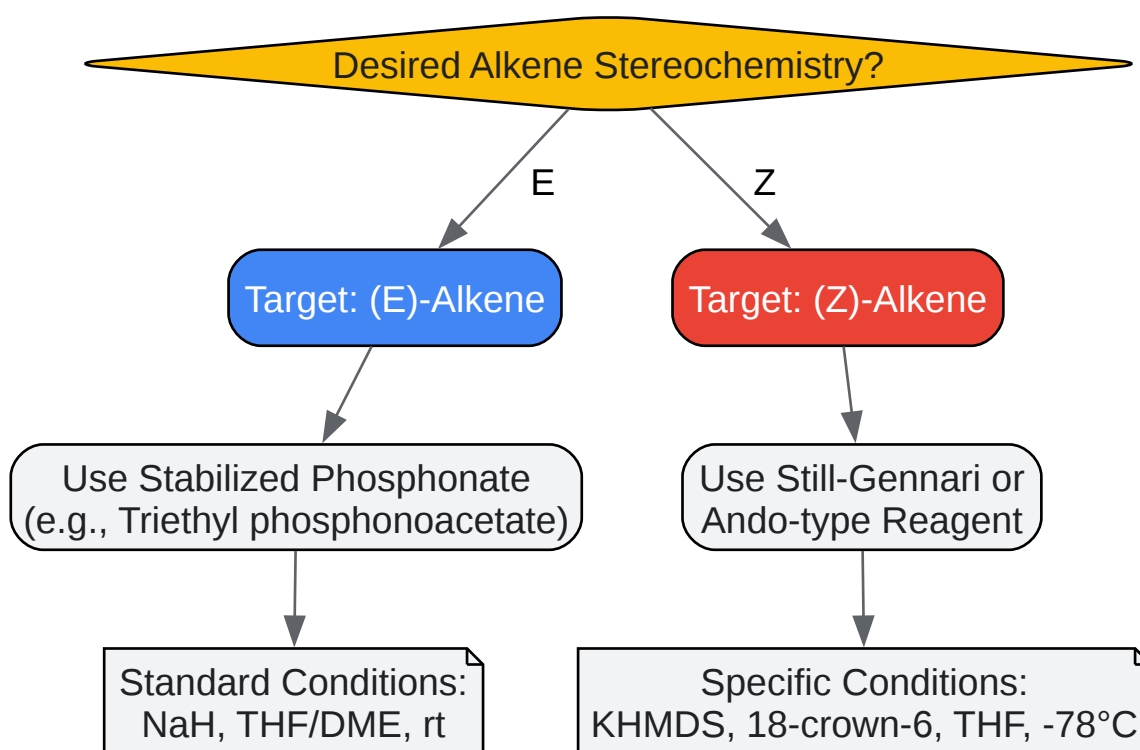 Desired Alkene Stereochemistry?
E
Z
Target: (E)-Alkene
Target: (Z)-Alkene
Use Stabilized Phosphonate
(e.g., Triethyl phosphonoacetate)
Use Still-Gennari or
Ando-type Reagent
Standard Conditions:
NaH, THF/DME, rt
Specific Conditions:
KHMDS, 18-crown-6, THF, -78°C